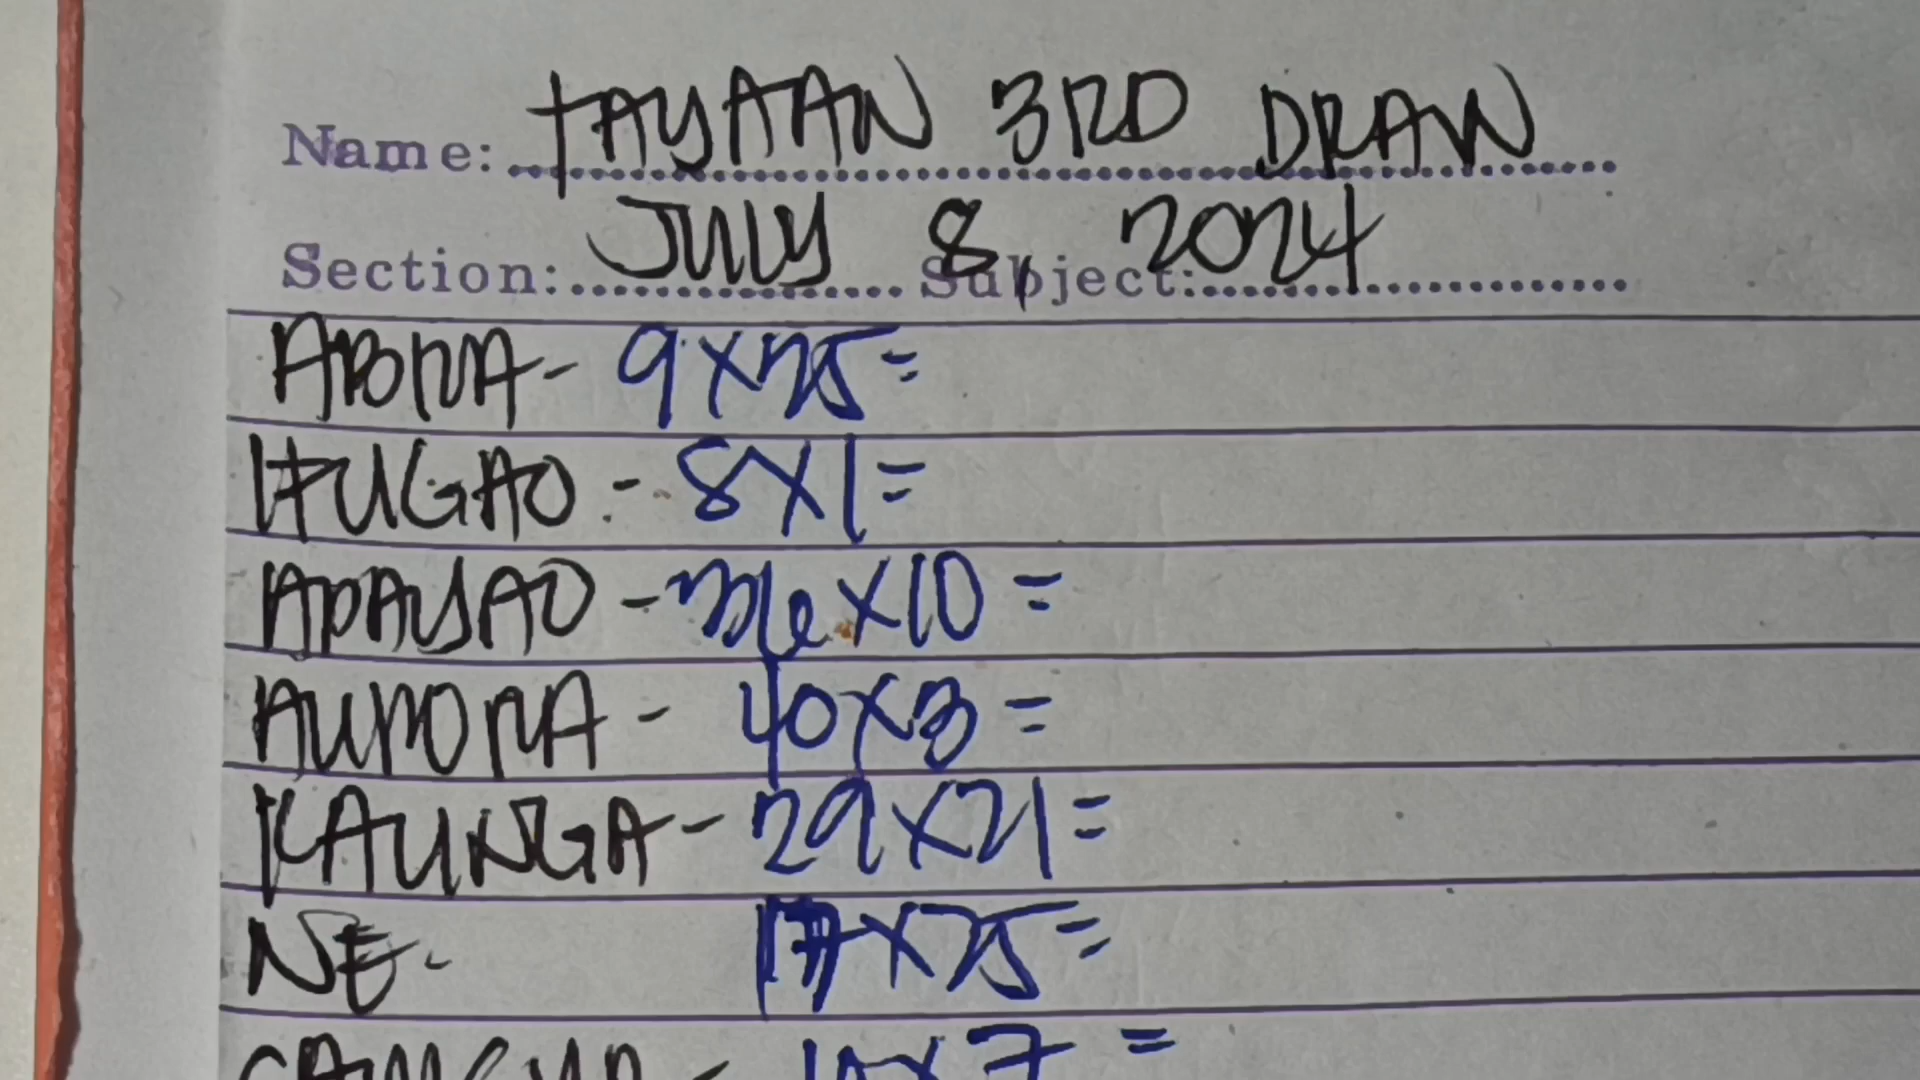 Name: TAYAAN 3RD DRAW
Section: JULY 8, 2024 Subject:
ABRA- 9x25=
IFUGAO - 8x1=
APAYAO - 36x10 =
AURORA - 40x3 =
KALINGA - 29x21=
NE - 17x25=
x7 =